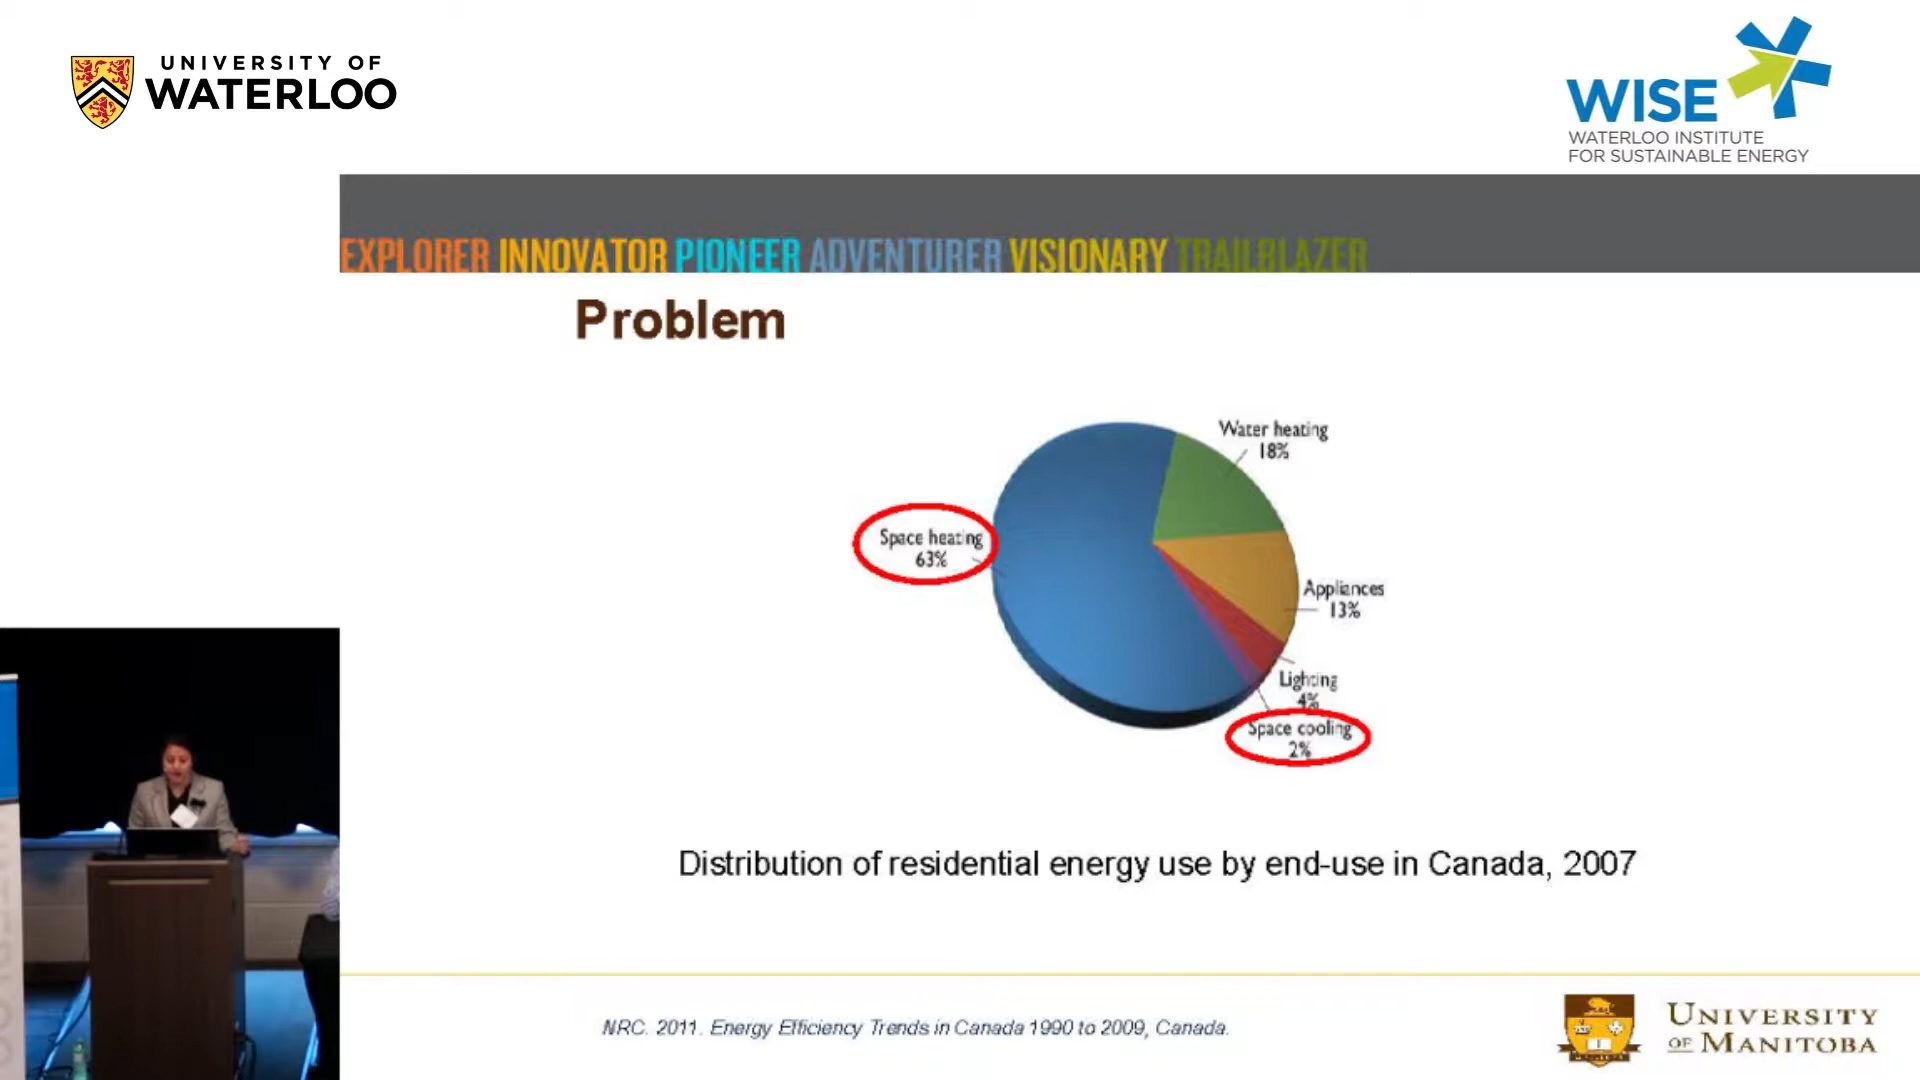 UNIVERSITY OF
WATERLOO
WISE
WATERLOO INSTITUTE
FOR SUSTAINABLE ENERGY
EXPLORER INNOVATOR PIONEER ADVENTURER VISIONARY TRAILBLAZER
Problem
Water heating
18%
Space heating
63%
Appliances
13%
Lighting
4%
Space cooling
2%
Distribution of residential energy use by end-use in Canada, 2007
NRC. 2011. Energy Efficiency Trends in Canada 1990 to 2009, Canada.
UNIVERSITY
OF MANITOBA